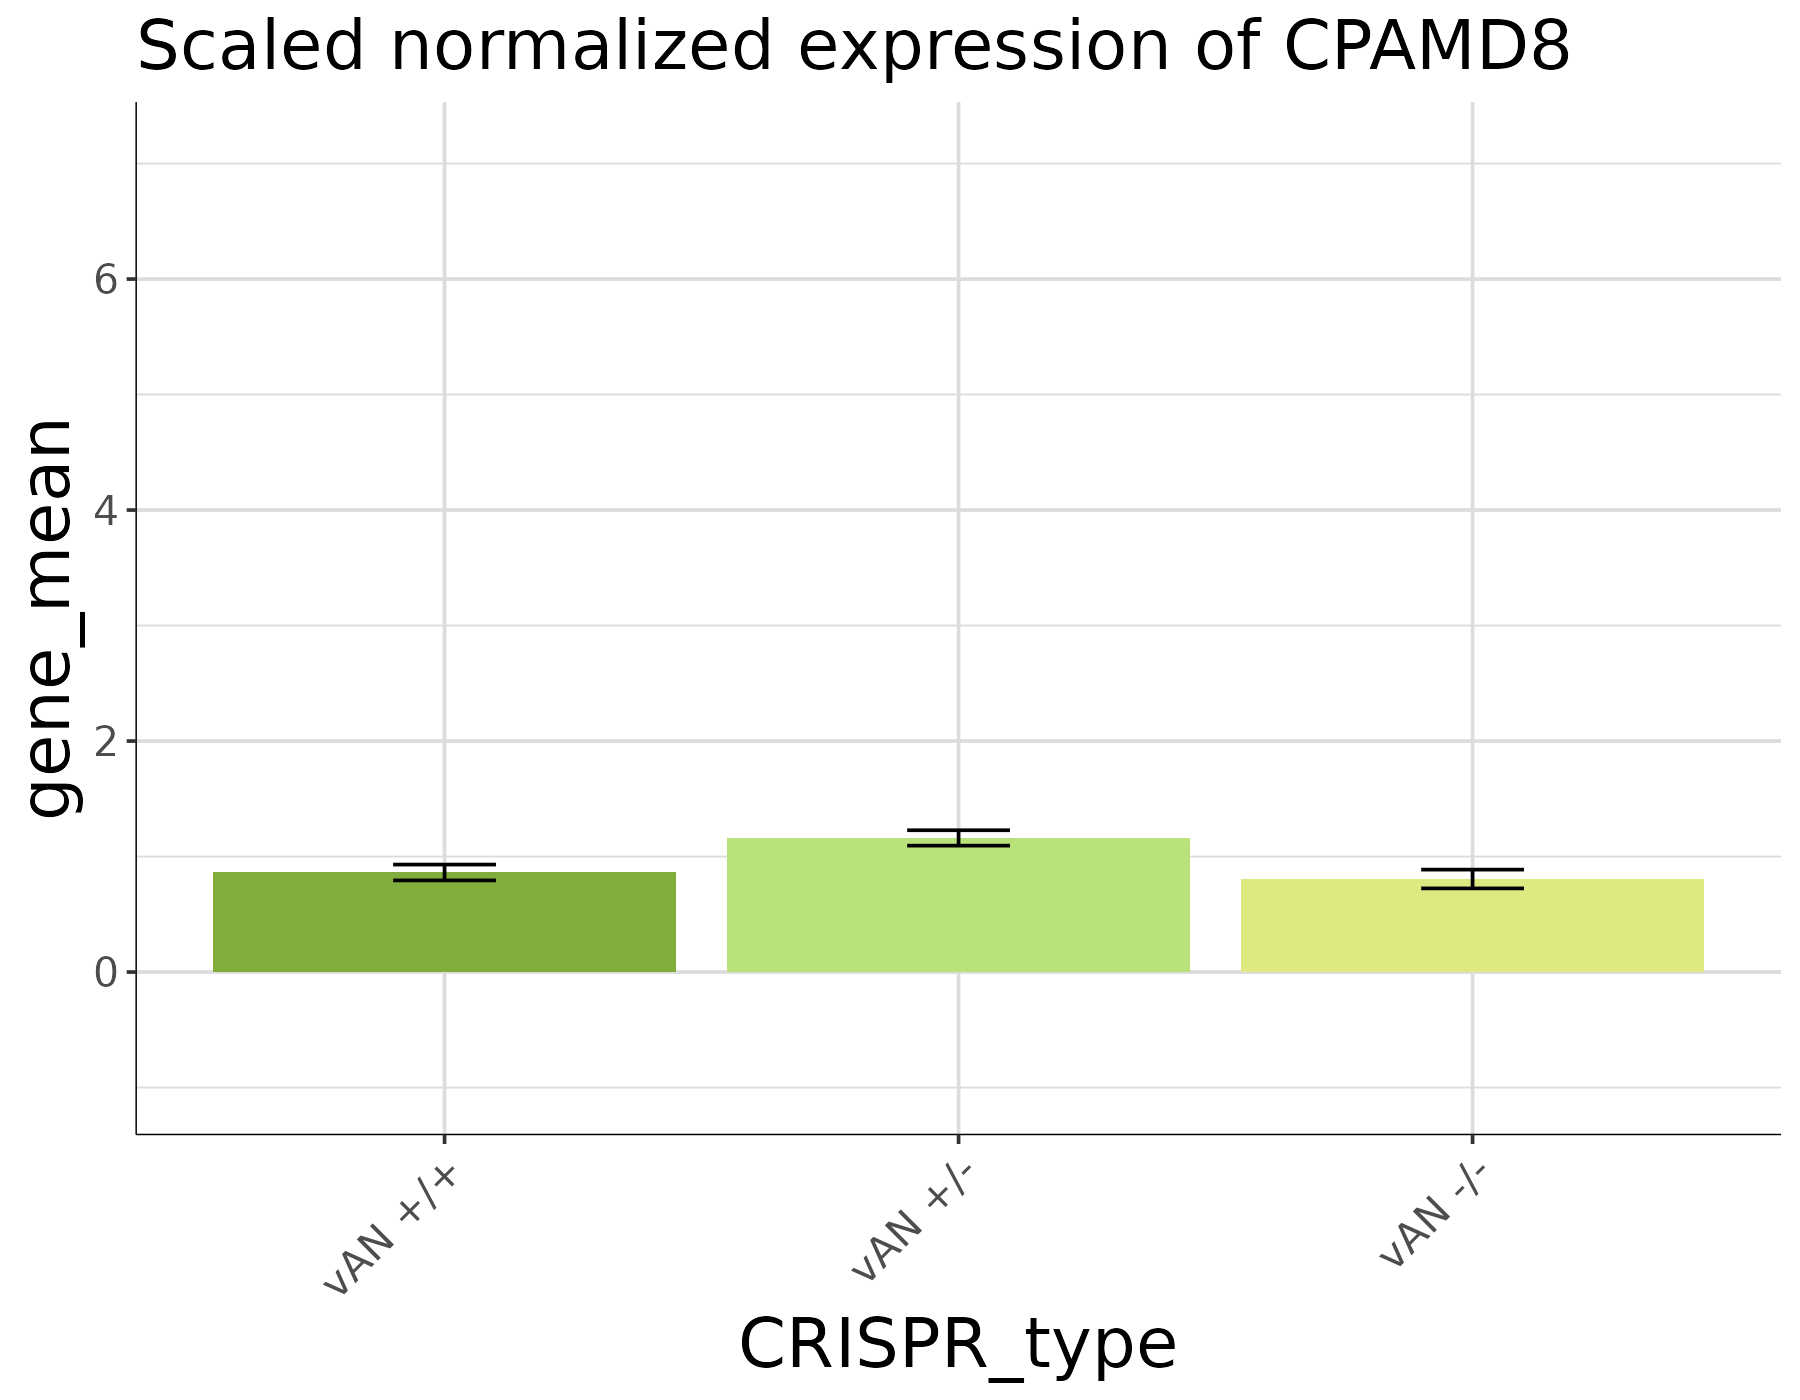 Scaled normalized expression of CPAMD8
gene_mean
6
4
2
0
vAN +/+
vAN +/-
vAN -/-
CRISPR_type